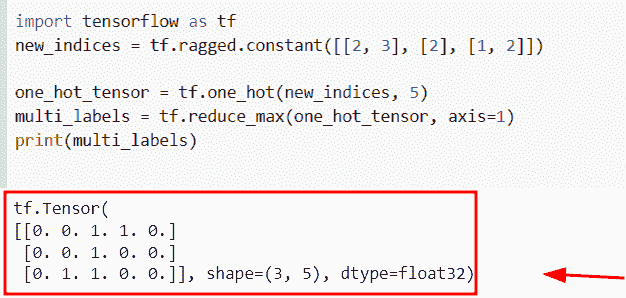 import tensorflow as tf
new_indices = tf.ragged.constant([[2, 3], [2], [1, 2]])
one_hot_tensor = tf.one_hot(new_indices, 5)
multi_labels = tf.reduce_max(one_hot_tensor, axis=1)
print(multi_labels)
tf.Tensor(
[[0. 0. 1. 1. 0.]
[0. 0. 1. 0. 0.]
[0. 1. 1. 0. 0.]], shape=(3, 5), dtype=float32)